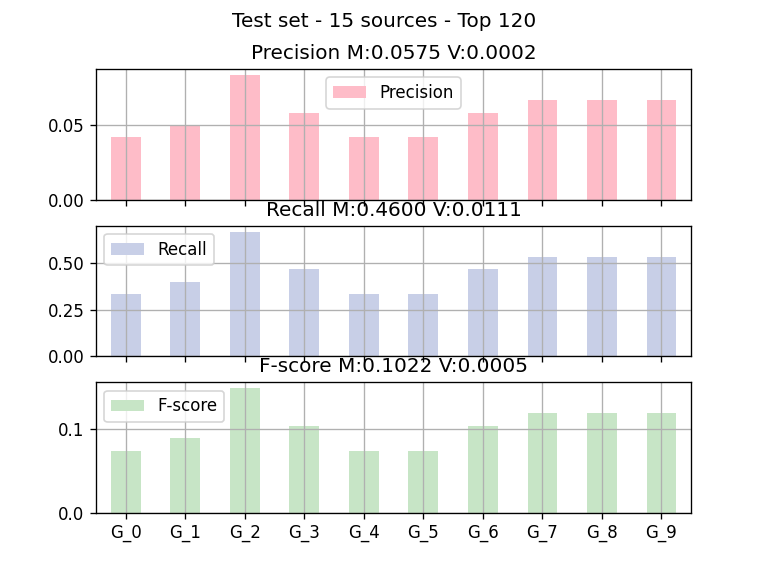 Test set - 15 sources - Top 120
Precision M:0.0575 V:0.0002
Precision
0.05
0.00
Recall M:0.4600 V:0.0111
Recall
0.50
0.25
0.00
F-score M:0.1022 V:0.0005
F-score
0.1
0.0
G_0 G_1 G_2 G_3 G_4 G_5 G_6 G_7 G_8 G_9